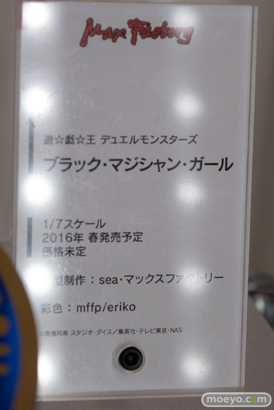 Max Factory
遊☆戯☆王 デュエルモンスターズ
ブラック・マジシャン・ガール
1/7スケール
2016年 春発売予定
価格未定
型制作：sea・マックスファクトリー
彩色：mffp/eriko
スタジオ・ダイス／集英社・テレビ東京・NAS
moeyo.com